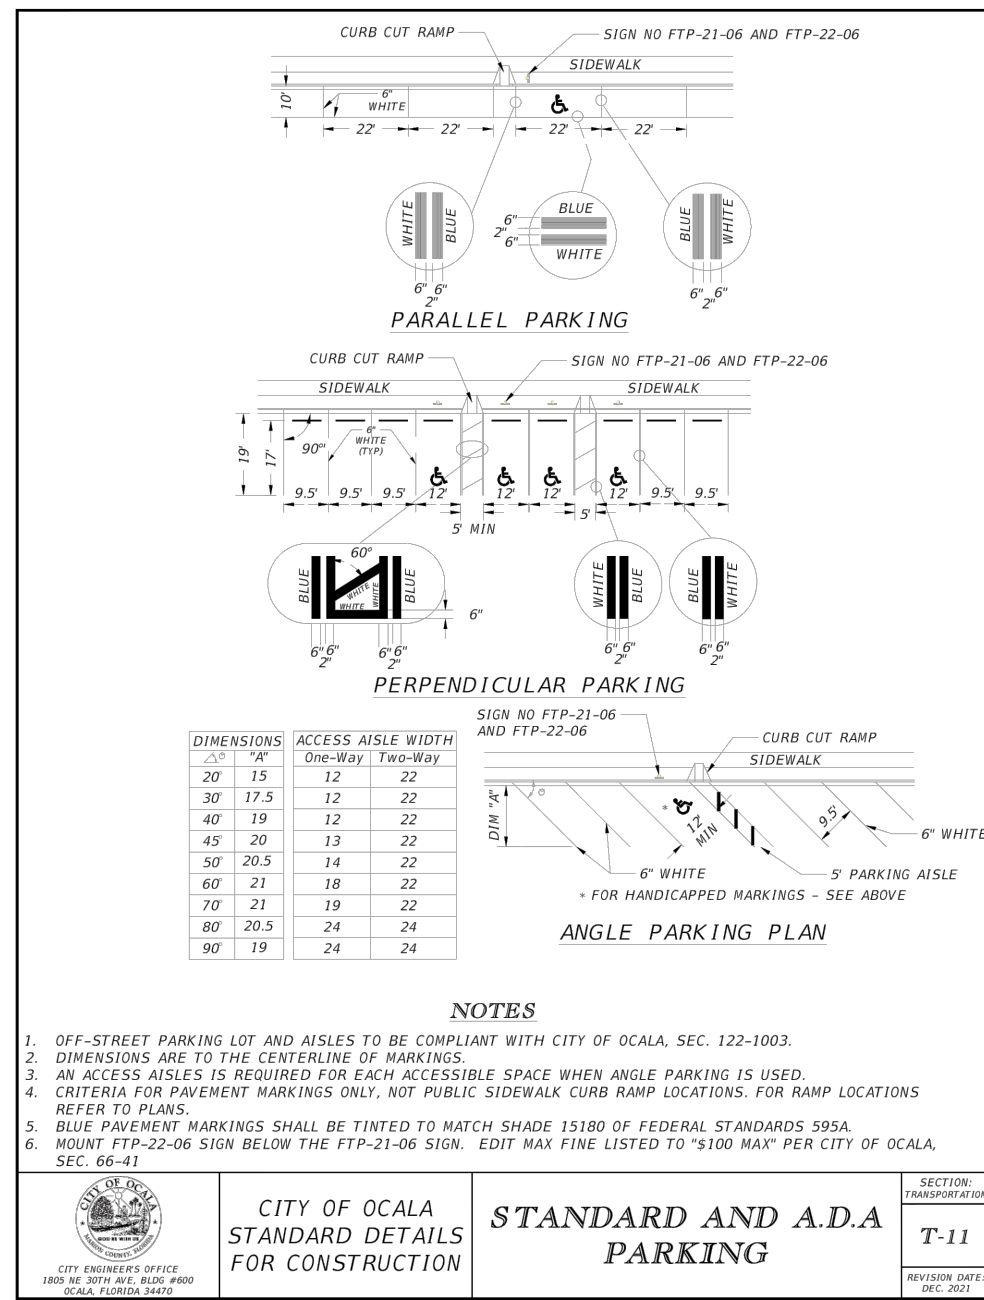 CURB CUT RAMP
SIGN NO FTP-21-06 AND FTP-22-06
SIDEWALK
10'
6"
WHITE
22' 22' 22' 22'
WHITE BLUE
6" 6"
2"
BLUE
6"
2"
6"
WHITE
BLUE WHITE
6" 6"
2"
PARALLEL PARKING
CURB CUT RAMP
SIGN NO FTP-21-06 AND FTP-22-06
SIDEWALK SIDEWALK
19' 17'
90°
6"
WHITE
(TYP)
9.5' 9.5' 9.5' 12' 12' 12' 12' 9.5' 9.5'
5' MIN
5'
60°
BLUE WHITE WHITE WHITE BLUE
6"
6" 6" 6" 6"
2" 2"
WHITE BLUE
6" 6"
2"
BLUE WHITE
6" 6"
2"
PERPENDICULAR PARKING
DIMENSIONS ACCESS AISLE WIDTH
"A" One-Way Two-Way
20° 15 12 22
30° 17.5 12 22
40° 19 12 22
45° 20 13 22
50° 20.5 14 22
60° 21 18 22
70° 21 19 22
80° 20.5 24 24
90° 19 24 24
SIGN NO FTP-21-06
AND FTP-22-06
CURB CUT RAMP
SIDEWALK
DIM "A"
*
12'
MIN
9.5'
6" WHITE
6" WHITE
5' PARKING AISLE
* FOR HANDICAPPED MARKINGS - SEE ABOVE
ANGLE PARKING PLAN
NOTES
1. OFF-STREET PARKING LOT AND AISLES TO BE COMPLIANT WITH CITY OF OCALA, SEC. 122-1003.
2. DIMENSIONS ARE TO THE CENTERLINE OF MARKINGS.
3. AN ACCESS AISLES IS REQUIRED FOR EACH ACCESSIBLE SPACE WHEN ANGLE PARKING IS USED.
4. CRITERIA FOR PAVEMENT MARKINGS ONLY, NOT PUBLIC SIDEWALK CURB RAMP LOCATIONS. FOR RAMP LOCATIONS
REFER TO PLANS.
5. BLUE PAVEMENT MARKINGS SHALL BE TINTED TO MATCH SHADE 15180 OF FEDERAL STANDARDS 595A.
6. MOUNT FTP-22-06 SIGN BELOW THE FTP-21-06 SIGN. EDIT MAX FINE LISTED TO "$100 MAX" PER CITY OF OCALA,
SEC. 66-41
CITY OF OCALA
GOD BE WITH US
MARION COUNTY, FLORIDA
CITY ENGINEER'S OFFICE
1805 NE 30TH AVE, BLDG #600
OCALA, FLORIDA 34470
CITY OF OCALA
STANDARD DETAILS
FOR CONSTRUCTION
STANDARD AND A.D.A
PARKING
SECTION:
TRANSPORTATION
T-11
REVISION DATE:
DEC. 2021